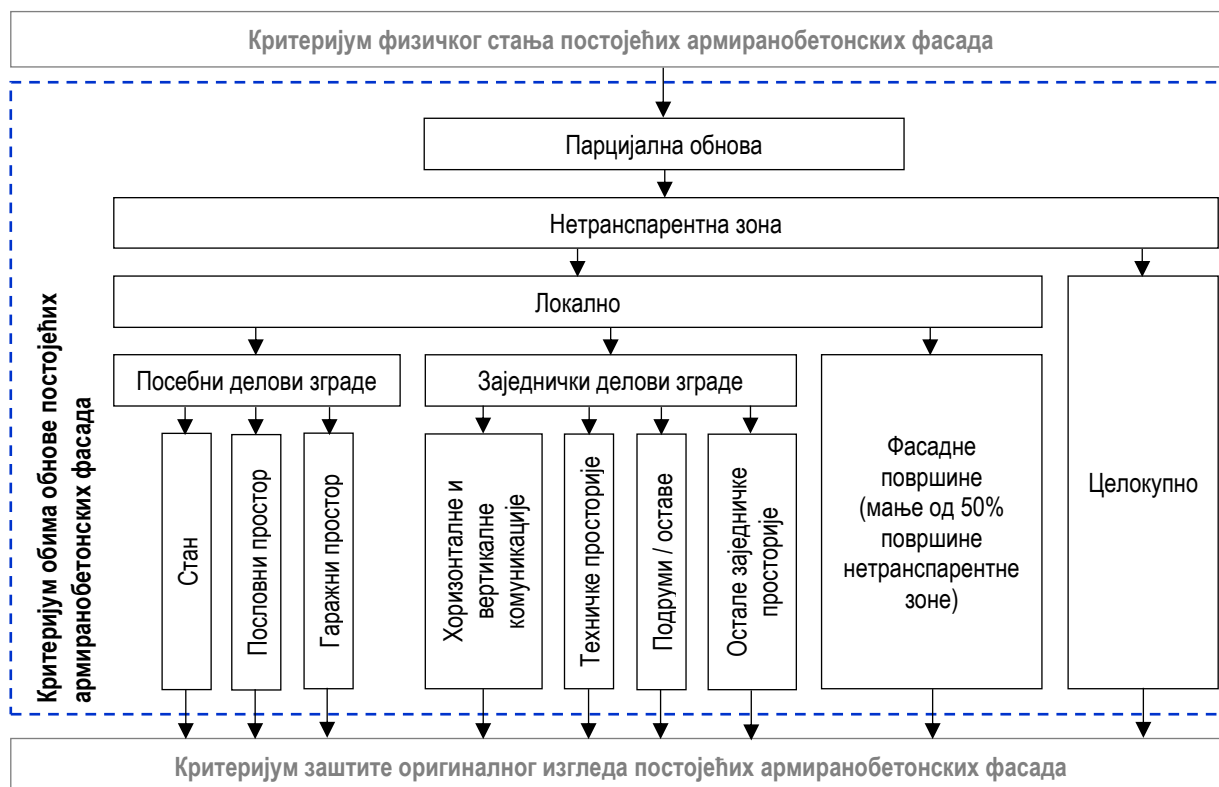 Критеријум физичког стања постојећих армиранобетонских фасада
Парцијална обнова
Нетранспарентна зона
Локално
Посебни делови зграде
Заједнички делови зграде
Фасадне
површине
(мање од 50%
површине
нетранспарентне
зоне)
Целокупно
Критеријум обима обнове постојећих
армиранобетонских фасада
Стан
Пословни простор
Гаражни простор
Хоризонталне и
вертикалне
комуникације
Техничке просторије
Подруми / оставе
Остале заједничке
просторије
Критеријум заштите оригиналног изгледа постојећих армиранобетонских фасада